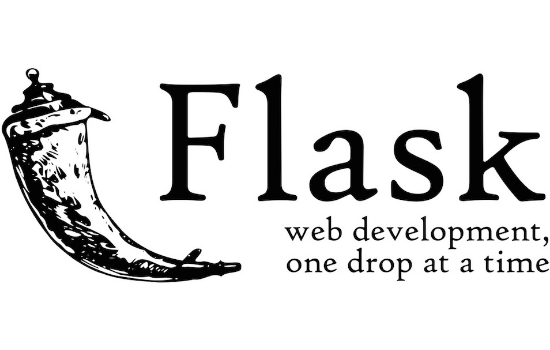 Flask
web development,
one drop at a time